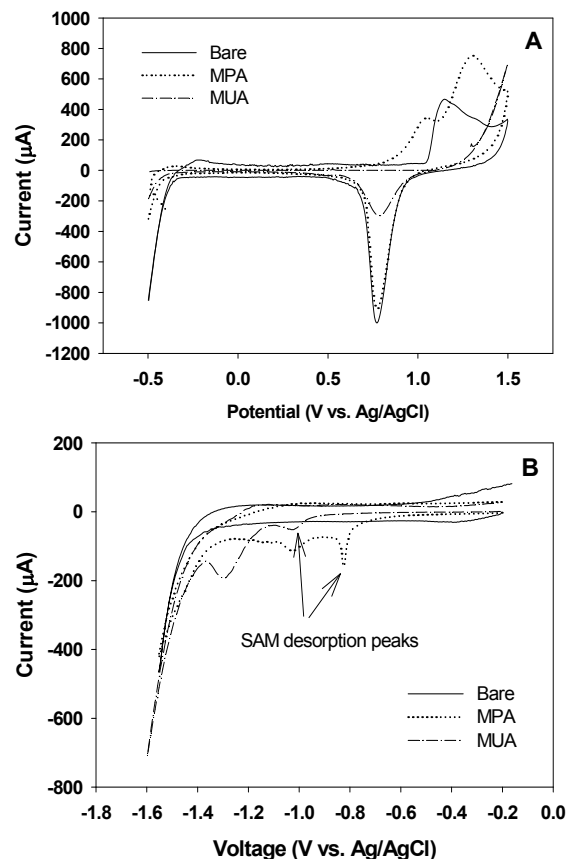 A
Bare
MPA
MUA
1000
800
600
400
200
0
-200
-400
-600
-800
-1000
-1200
Current (µA)
-0.5
0.0
0.5
1.0
1.5
Potential (V vs. Ag/AgCl)
B
200
0
-200
-400
-600
-800
Current (µA)
SAM desorption peaks
Bare
MPA
MUA
-1.8
-1.6
-1.4
-1.2
-1.0
-0.8
-0.6
-0.4
-0.2
0.0
Voltage (V vs. Ag/AgCl)